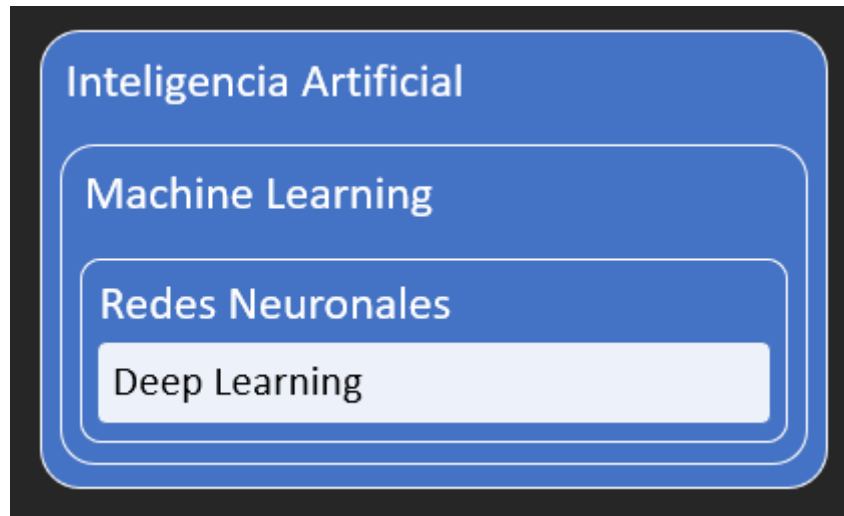 Inteligencia Artificial
Machine Learning
Redes Neuronales
Deep Learning